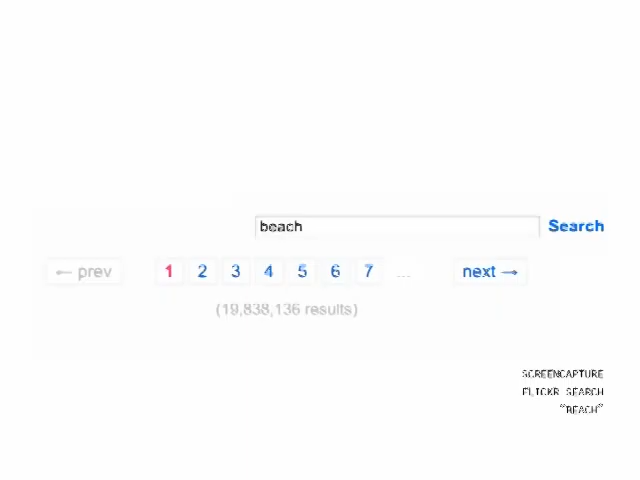 beach Search
← prev 1 2 3 4 5 6 7 ... next →
(19,838,136 results)
SCREENCAPTURE
FLICKR SEARCH
"BEACH"